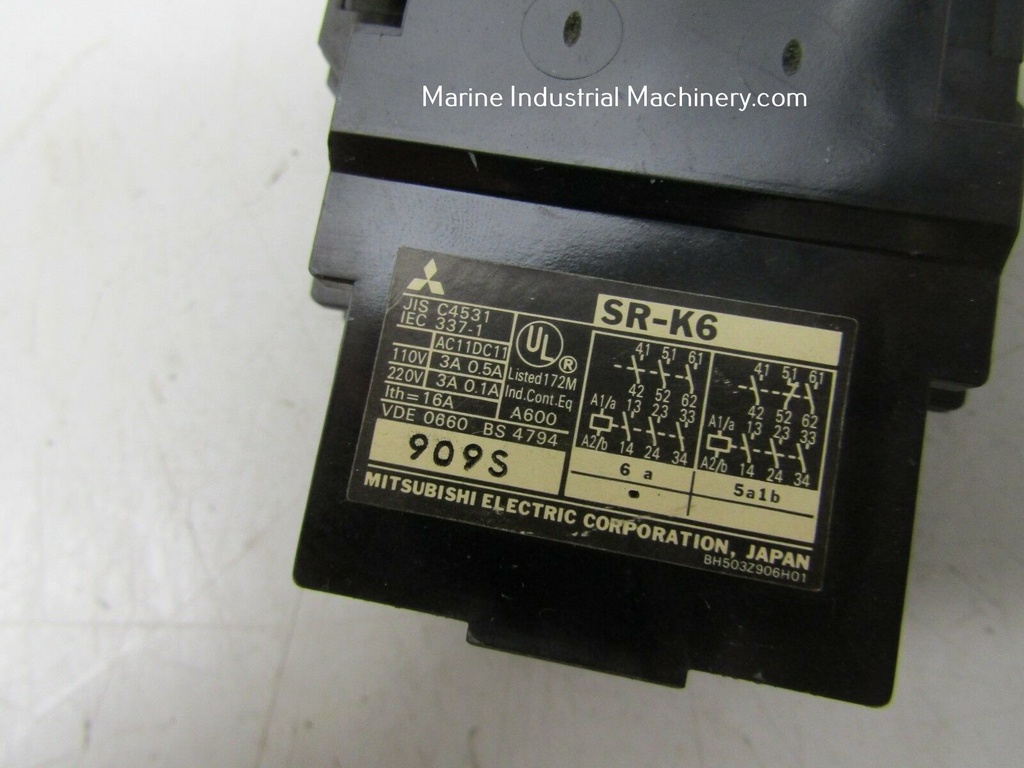 Marine Industrial Machinery.com
SR-K6
JIS C4531
IEC 337-1
AC11 DC11
110V 3A 0.5A
220V 3A 0.1A
Ith=16A
VDE 0660 BS 4794
UL ®
Listed 172M
Ind.Cont.Eq
A600
41 51 61
42 52 62
A1/a 13 23 33
A2/b 14 24 34
6a
41 51 61
42 52 62
A1/a 13 23 33
A2/b 14 24 34
5a1b
909S
MITSUBISHI ELECTRIC CORPORATION, JAPAN
BH503Z906H01